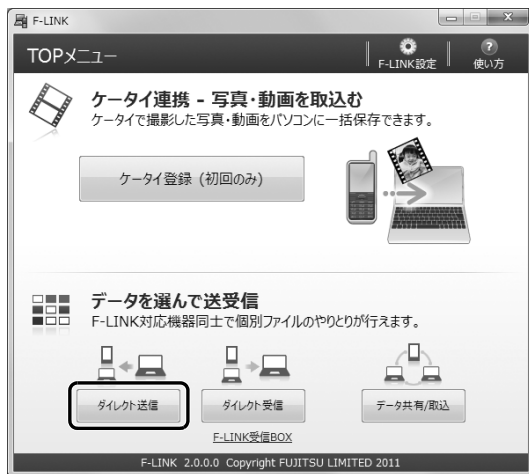 F-LINK
TOPメニュー
F-LINK設定
?
使い方
ケータイ連携 - 写真・動画を取込む
ケータイで撮影した写真・動画をパソコンに一括保存できます。
ケータイ登録 (初回のみ)
データを選んで送受信
F-LINK対応機器同士で個別ファイルのやりとりが行えます。
ダイレクト送信
ダイレクト受信
データ共有/取込
F-LINK受信BOX
F-LINK 2.0.0.0 Copyright FUJITSU LIMITED 2011